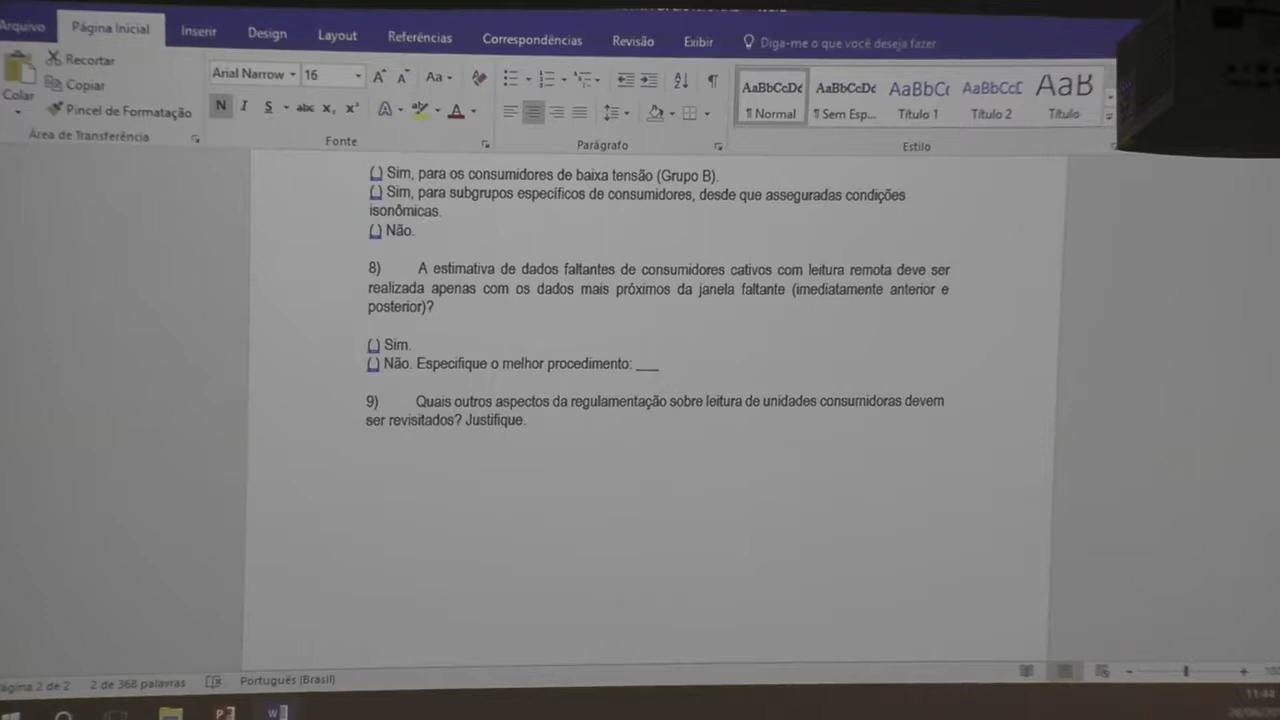 Arquivo Página Inicial Inserir Design Layout Referências Correspondências Revisão Exibir Diga-me o que você deseja fazer
Colar
Recortar
Copiar
Pincel de Formatação
Área de Transferência
Arial Narrow 16 A A Aa
N I S abc x, x² A A
Fonte
Parágrafo
AaBbCcDc AaBbCcDc AaBbC AaBbCcD AaB
¶ Normal ¶ Sem Esp... Título 1 Título 2 Título
Estilo
( ) Sim, para os consumidores de baixa tensão (Grupo B).
( ) Sim, para subgrupos específicos de consumidores, desde que asseguradas condições
isonômicas.
( ) Não.
8) A estimativa de dados faltantes de consumidores cativos com leitura remota deve ser
realizada apenas com os dados mais próximos da janela faltante (imediatamente anterior e
posterior)?
( ) Sim.
( ) Não. Especifique o melhor procedimento: ___
9) Quais outros aspectos da regulamentação sobre leitura de unidades consumidoras devem
ser revisitados? Justifique.
Página 2 de 2 2 de 368 palavras Português (Brasil)
11:44